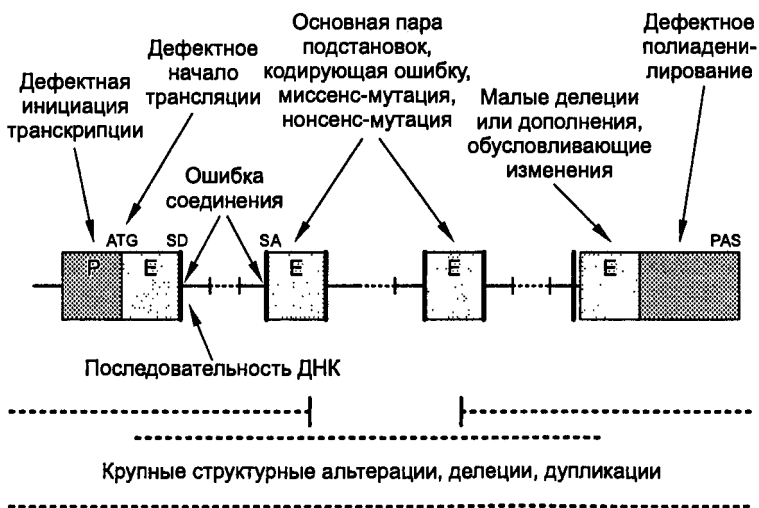 Дефектная
инициация
транскрипции
Дефектное
начало
трансляции
Основная пара
подстановок,
кодирующая ошибку,
миссенс-мутация,
нонсенс-мутация
Дефектное
полиадени-
лирование
Малые делеции
или дополнения,
обусловливающие
изменения
Ошибка
соединения
ATG SD SA PAS
P E E E E
Последовательность ДНК
Крупные структурные альтерации, делеции, дупликации